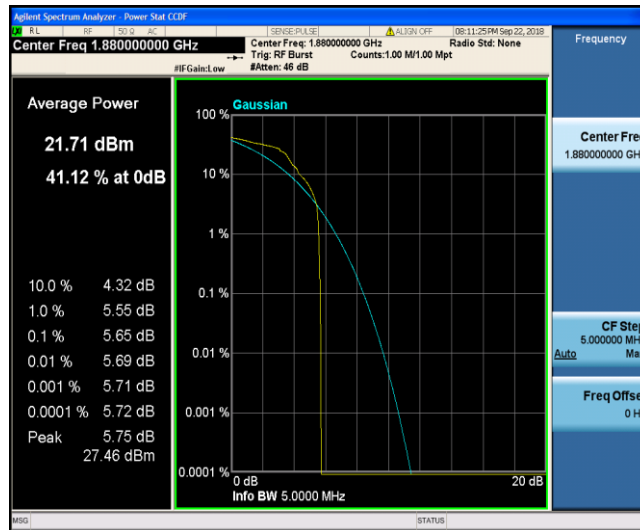 Agilent Spectrum Analyzer - Power Stat CCDF
RL RF 50 Ω AC SENSE:PULSE ALIGN OFF 08:11:25 PM Sep 22, 2018
Center Freq 1.880000000 GHz
Center Freq: 1.880000000 GHz Radio Std: None
Trig: RF Burst Counts:1.00 M/1.00 Mpt
#IFGain:Low #Atten: 46 dB
Frequency
Average Power
21.71 dBm
41.12 % at 0dB
10.0 % 4.32 dB
1.0 % 5.55 dB
0.1 % 5.65 dB
0.01 % 5.69 dB
0.001 % 5.71 dB
0.0001 % 5.72 dB
Peak 5.75 dB
27.46 dBm
Gaussian
100 %
10 %
1 %
0.1 %
0.01 %
0.001 %
0.0001 %
0 dB 20 dB
Info BW 5.0000 MHz
Center Fre
1.880000000 GH
CF Step
5.000000 MH
Auto Ma
Freq Offse
0 H
MSG STATUS